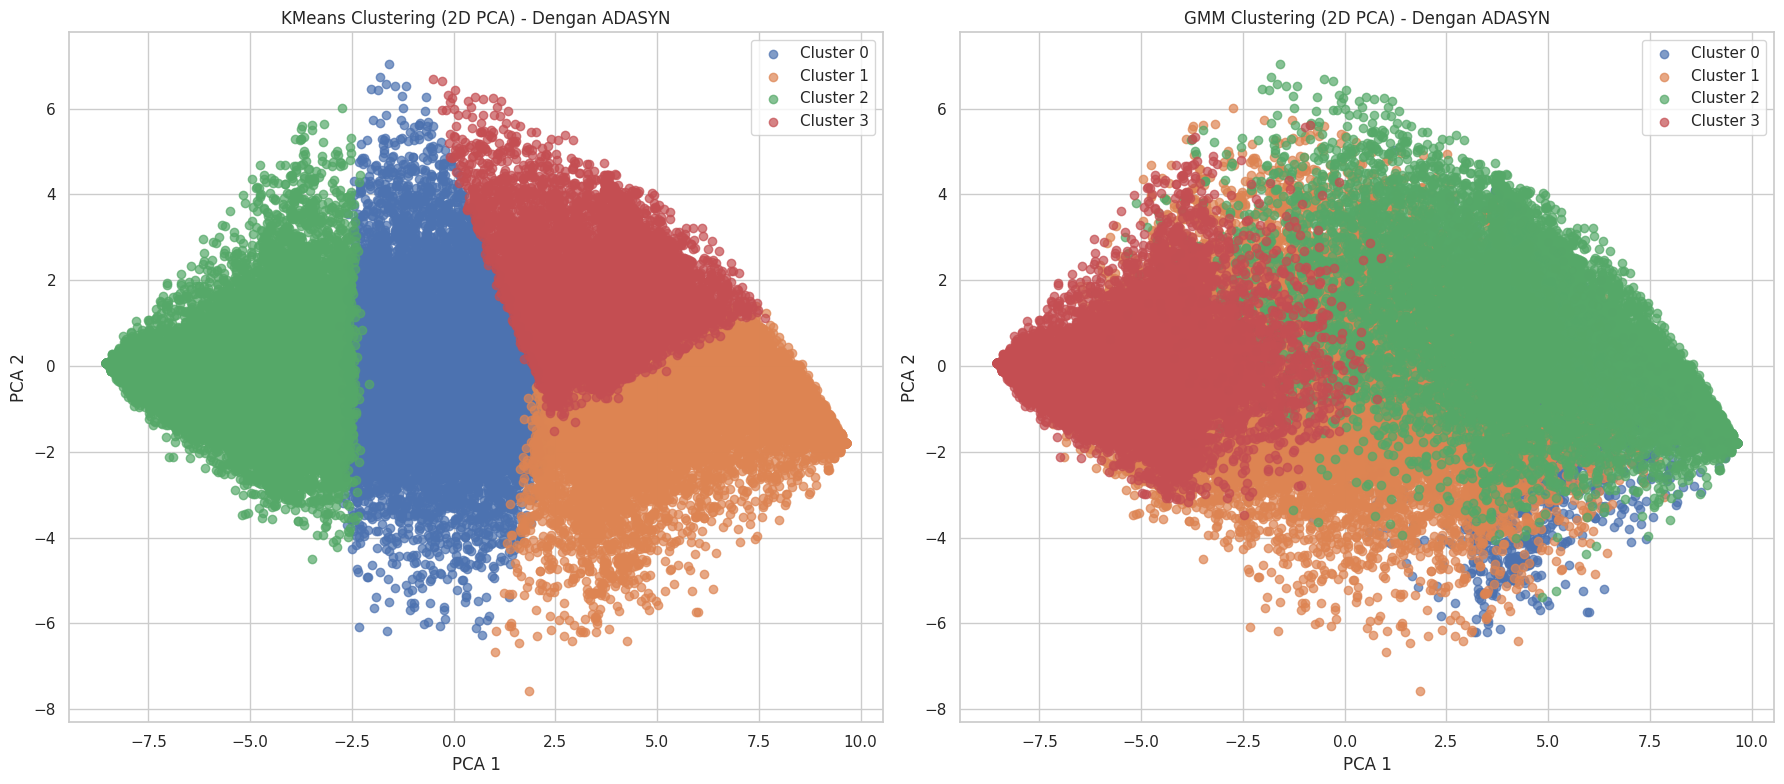 KMeans Clustering (2D PCA) - Dengan ADASYN
Cluster 0
Cluster 1
Cluster 2
Cluster 3
6
4
2
0
−2
−4
−6
−8
PCA 2
−7.5 −5.0 −2.5 0.0 2.5 5.0 7.5 10.0
PCA 1
GMM Clustering (2D PCA) - Dengan ADASYN
Cluster 0
Cluster 1
Cluster 2
Cluster 3
6
4
2
0
−2
−4
−6
−8
PCA 2
−7.5 −5.0 −2.5 0.0 2.5 5.0 7.5 10.0
PCA 1